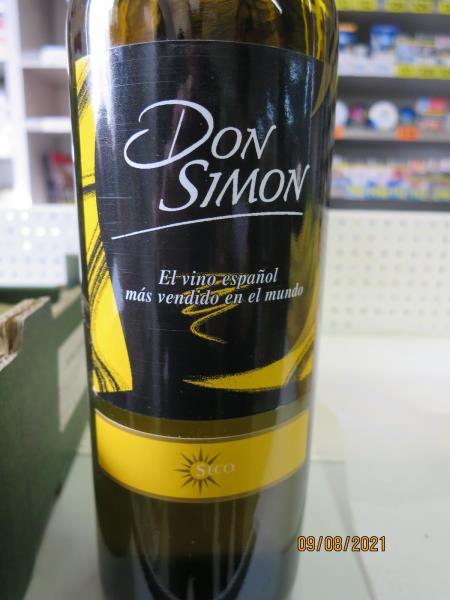 Don
Simon
El vino español
más vendido en el mundo
Seco
09/08/2021